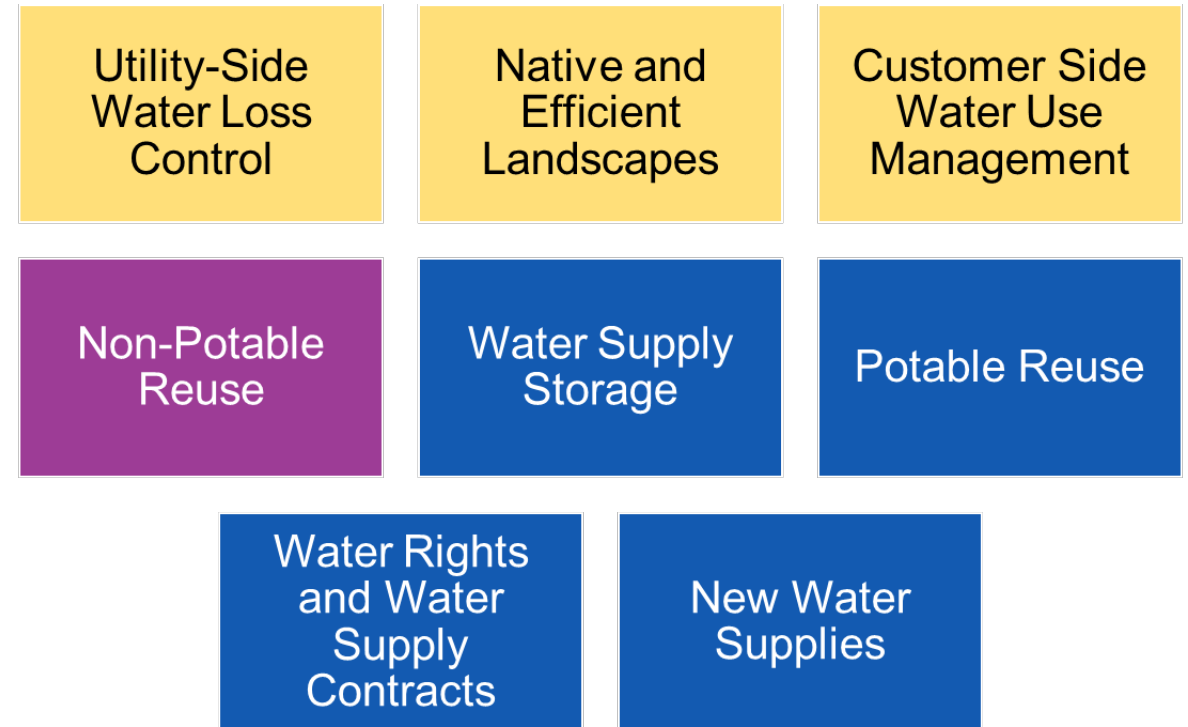 Utility-Side
Water Loss
Control
Native and
Efficient
Landscapes
Customer Side
Water Use
Management
Non-Potable
Reuse
Water Supply
Storage
Potable Reuse
Water Rights
and Water
Supply
Contracts
New Water
Supplies